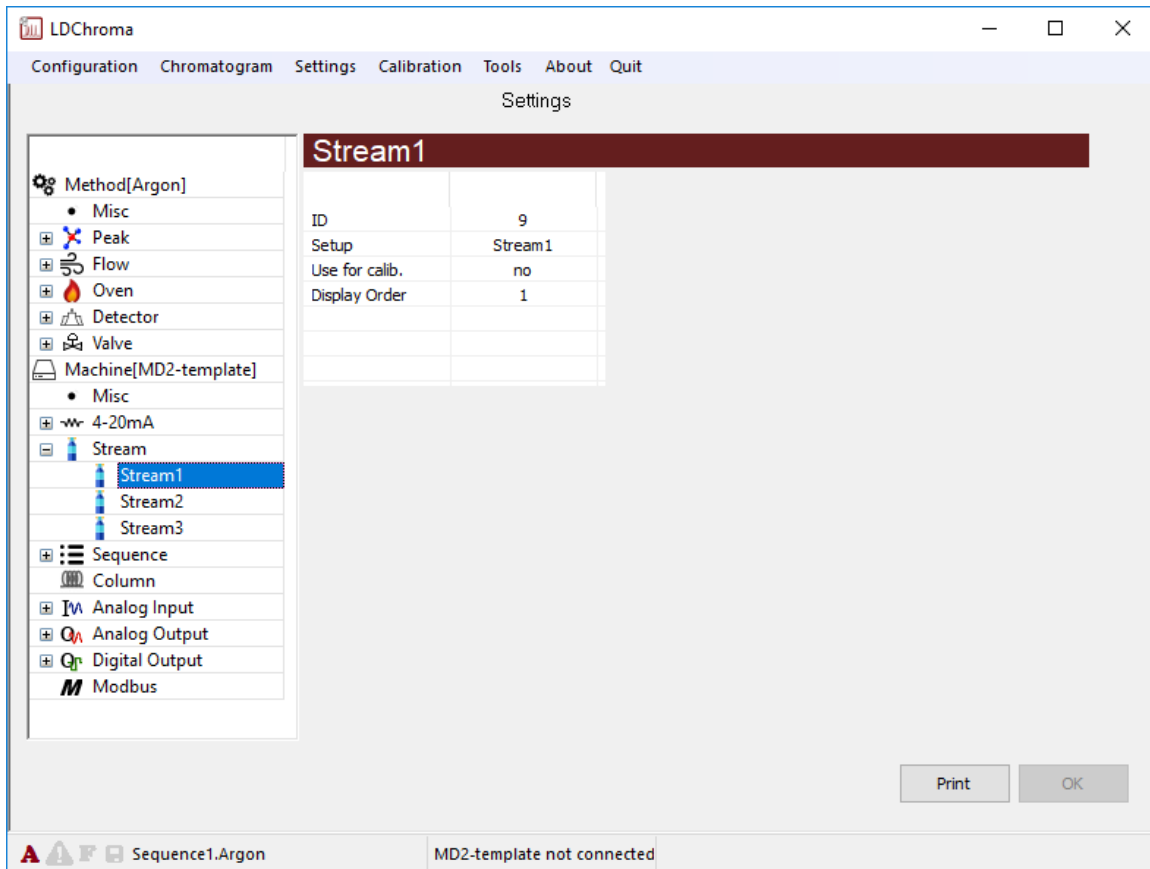 LDChroma
Configuration Chromatogram Settings Calibration Tools About Quit
Settings
Method[Argon]
Misc
Peak
Flow
Oven
Detector
Valve
Machine[MD2-template]
Misc
4-20mA
Stream
Stream1
Stream2
Stream3
Sequence
Column
Analog Input
Analog Output
Digital Output
Modbus
Stream1
ID 9
Setup Stream1
Use for calib. no
Display Order 1
Print OK
A F Sequence1.Argon MD2-template not connected